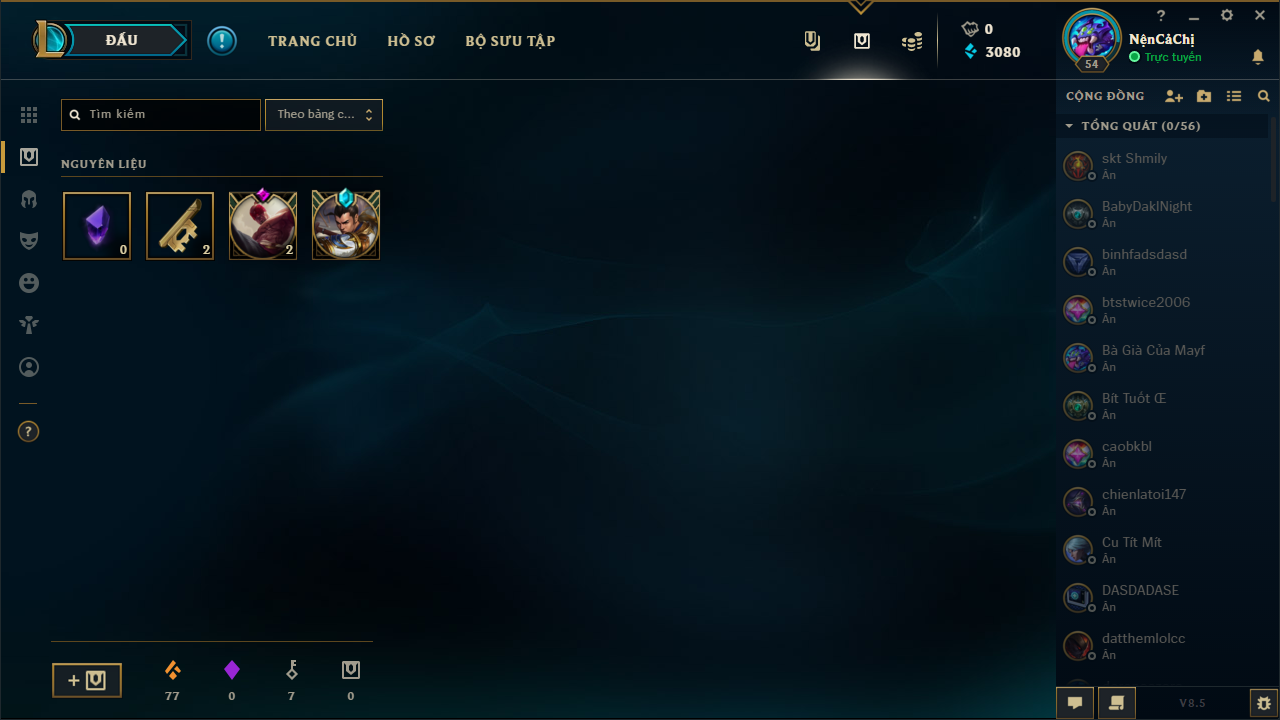 ĐẤU
!
TRANG CHỦ
HỒ SƠ
BỘ SƯU TẬP
0
3080
?
54
NệnCảChị
Trực tuyến
Tìm kiếm
Theo bảng c...
NGUYÊN LIỆU
0
2
2
?
77
0
7
0
+
CỘNG ĐỒNG
TỔNG QUÁT (0/56)
skt Shmily
Ẩn
BabyDaklNight
Ẩn
binhfadsdasd
Ẩn
btstwice2006
Ẩn
Bà Già Của Mayf
Ẩn
Bít Tuốt Œ
Ẩn
caobkbl
Ẩn
chienlatoi147
Ẩn
Cu Tít Mít
Ẩn
DASDADASE
Ẩn
datthemlolcc
Ẩn
V8.5